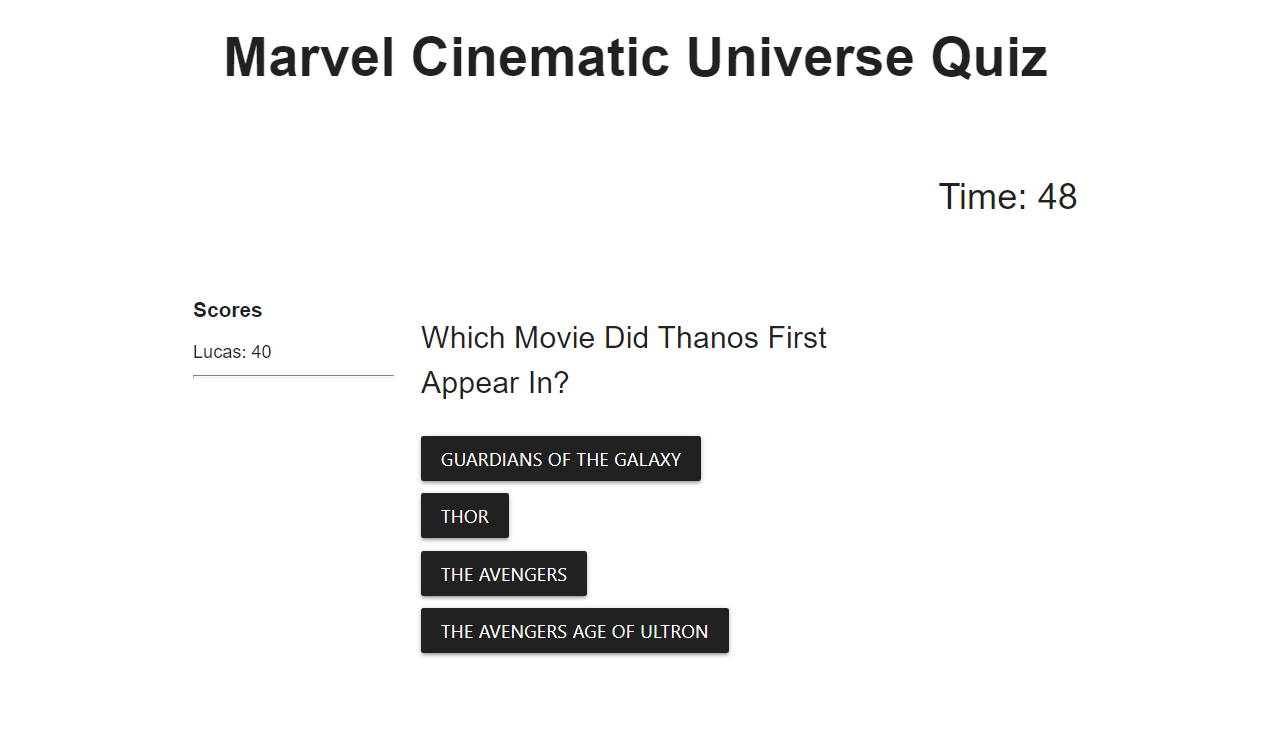 Marvel Cinematic Universe Quiz
Time: 48
Scores
Lucas: 40
Which Movie Did Thanos First
Appear In?
GUARDIANS OF THE GALAXY
THOR
THE AVENGERS
THE AVENGERS AGE OF ULTRON